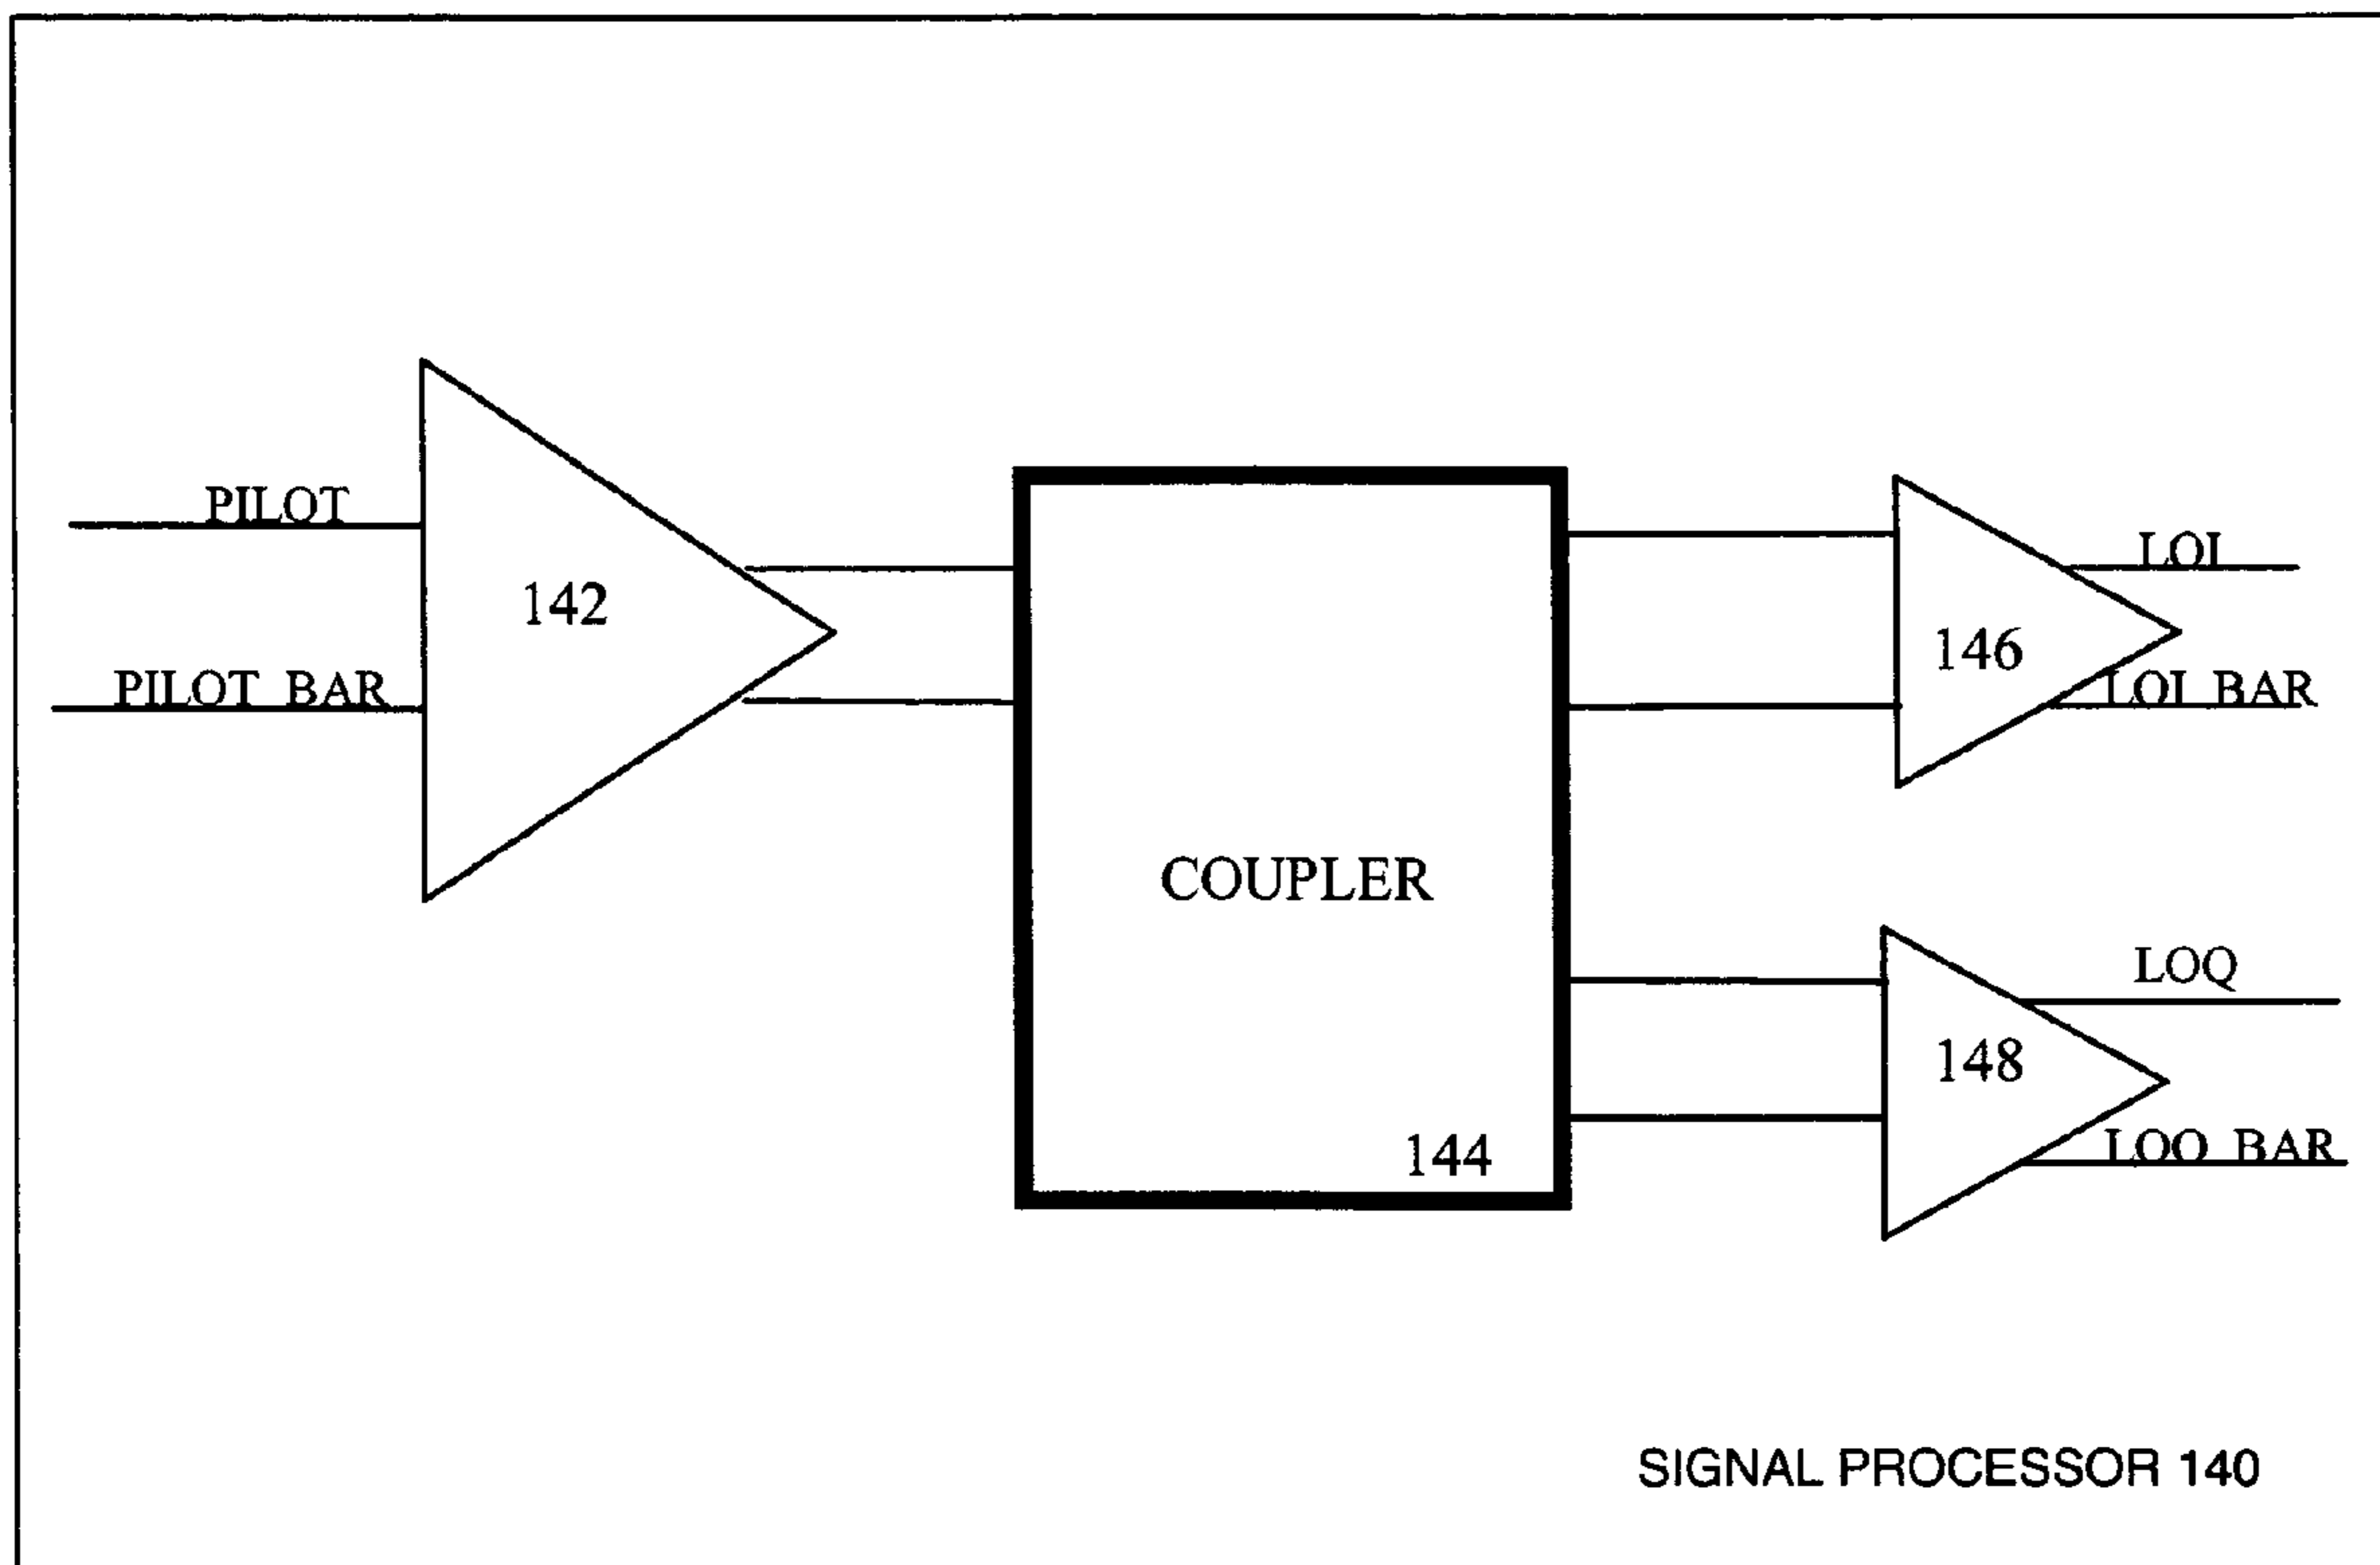 PILOT
142
PILOT BAR
COUPLER
144
LOI
146
LOI BAR
LOQ
148
LOQ BAR
SIGNAL PROCESSOR 140